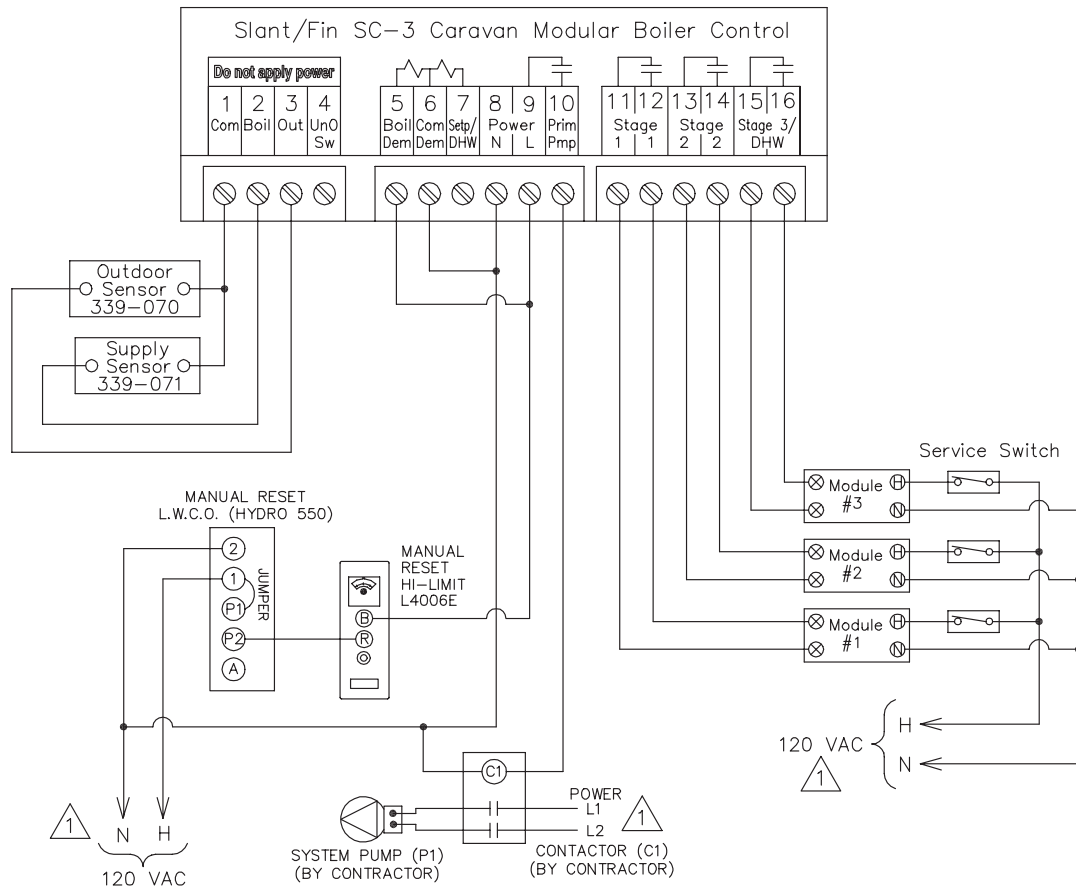 Slant/Fin SC-3 Caravan Modular Boiler Control
Do not apply power
1 2 3 4
Com Boil Out Un0 Sw
5 6 7 8 9 10
Boil Dem Com Dem Setp/ DHW Power N L Prim Pmp
11 12 13 14 15 16
Stage 1 1 Stage 2 2 Stage 3/ DHW
Outdoor
Sensor
339-070
Supply
Sensor
339-071
MANUAL RESET
L.W.C.O. (HYDRO 550)
2
1
P1
P2
A
JUMPER
MANUAL
RESET
HI-LIMIT
L4006E
B
R
Service Switch
Module
#3
H
N
Module
#2
H
N
Module
#1
H
N
120 VAC
H
N
1
C1
POWER
L1
L2
1
CONTACTOR (C1)
(BY CONTRACTOR)
SYSTEM PUMP (P1)
(BY CONTRACTOR)
1
N H
120 VAC